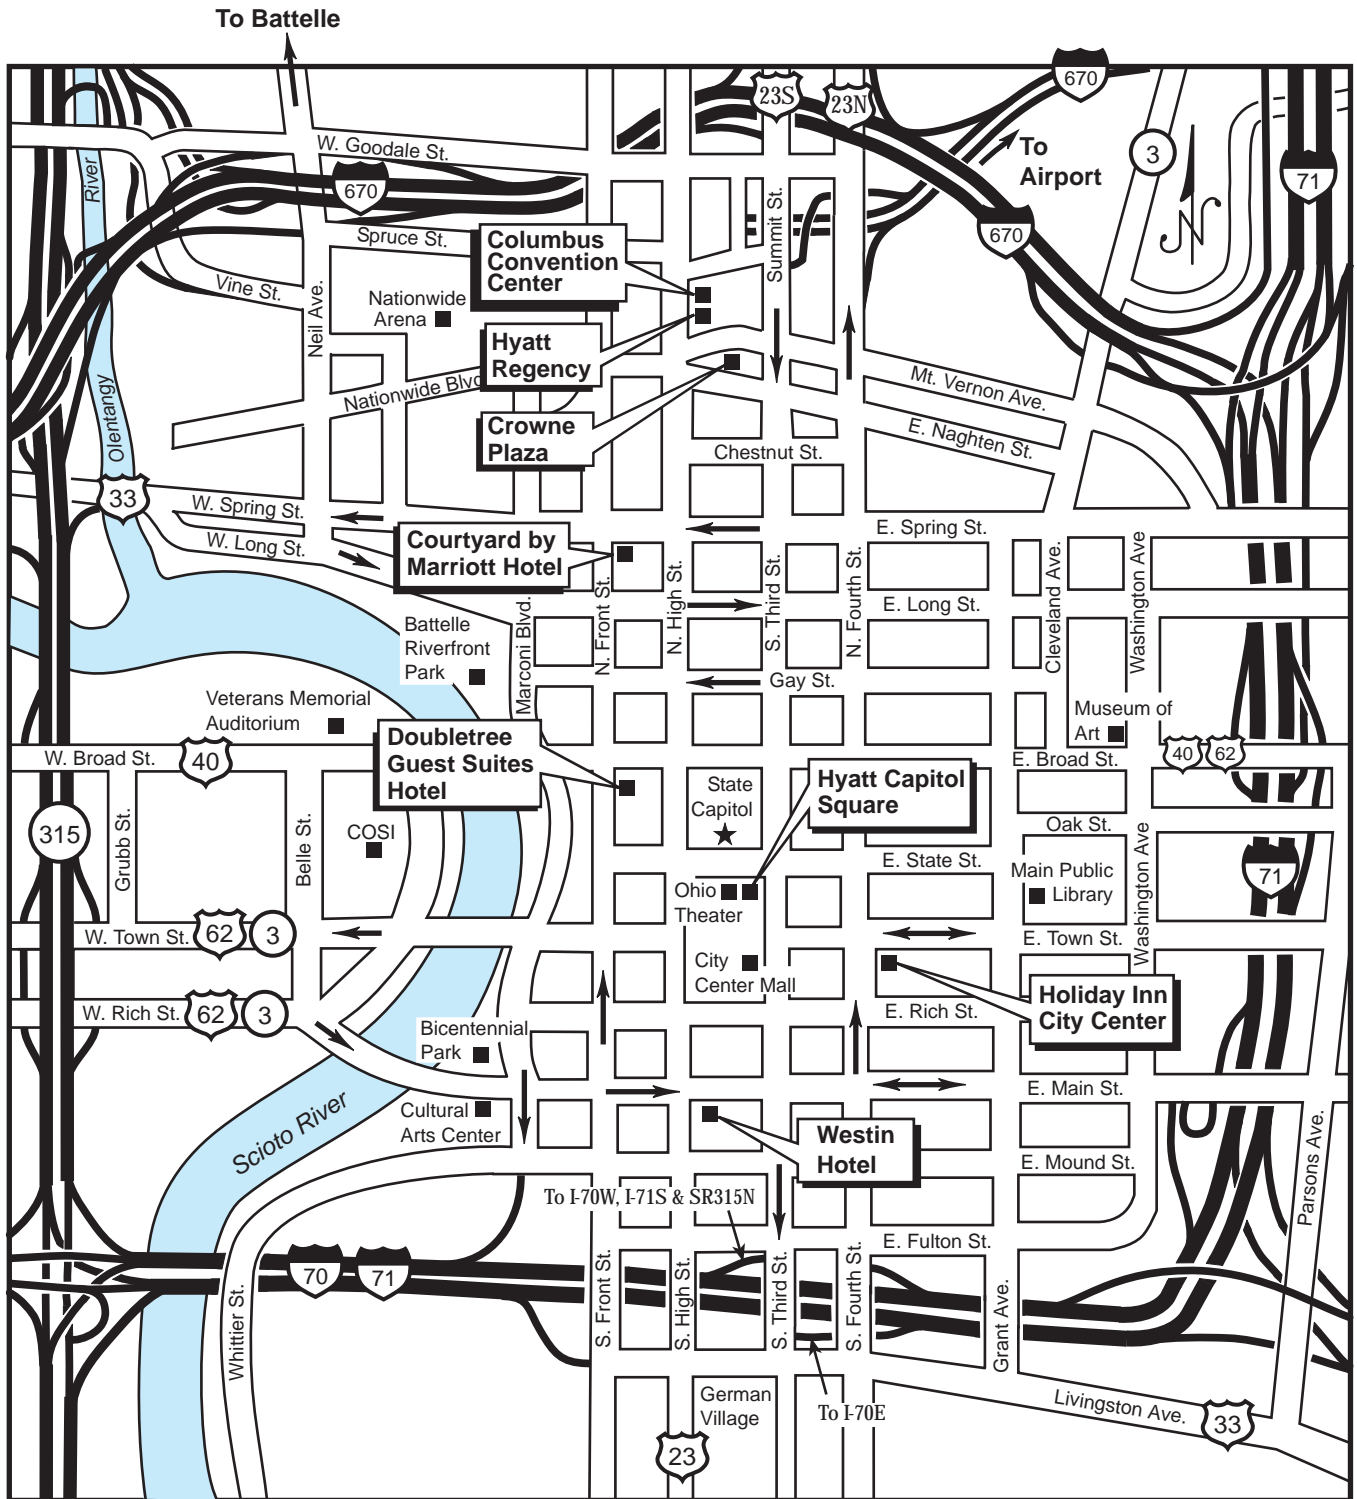 To Battelle
23S
23N
670
W. Goodale St.
To
Airport
3
71
River
670
Summit St.
N
670
Spruce St.
Columbus
Convention
Center
Vine St.
Neil Ave.
Nationwide
Arena
Hyatt
Regency
Nationwide Blvd
Mt. Vernon Ave.
Olentangy
Crowne
Plaza
E. Naghten St.
Chestnut St.
33
W. Spring St.
W. Long St.
E. Spring St.
Courtyard by
Marriott Hotel
Marconi Blvd.
N. Front St.
N. High St.
S. Third St.
N. Fourth St.
Cleveland Ave.
Washington Ave
E. Long St.
Battelle
Riverfront
Park
Gay St.
Veterans Memorial
Auditorium
Museum of
Art
W. Broad St.
40
Doubletree
Guest Suites
Hotel
E. Broad St.
40
62
State
Capitol
Hyatt Capitol
Square
315
Grubb St.
Belle St.
COSI
Oak St.
E. State St.
Main Public
Library
Washington Ave
71
Ohio
Theater
W. Town St.
62
3
E. Town St.
City
Center Mall
Holiday Inn
City Center
W. Rich St.
62
3
E. Rich St.
Bicentennial
Park
E. Main St.
Cultural
Arts Center
Scioto River
Westin
Hotel
E. Mound St.
Parsons Ave.
To I-70W, I-71S & SR315N
E. Fulton St.
70
71
Whittier St.
S. Front St.
S. High St.
S. Third St.
S. Fourth St.
Grant Ave.
German
Village
To I-70E
Livingston Ave.
33
23